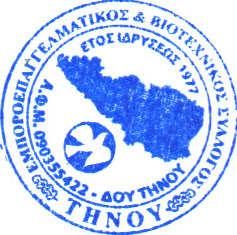 ΕΜΠΟΡΟΕΠΑΓΓΕΛΜΑΤΙΚΟΣ & ΒΙΟΤΕΧΝΙΚΟΣ ΣΥΛΛΟΓΟΣ
ΤΗΝΟΥ
ΕΤΟΣ ΙΔΡΥΣΕΩΣ 1977
Α.Φ.Μ. 090355422 - ΔΟΥ ΤΗΝΟΥ